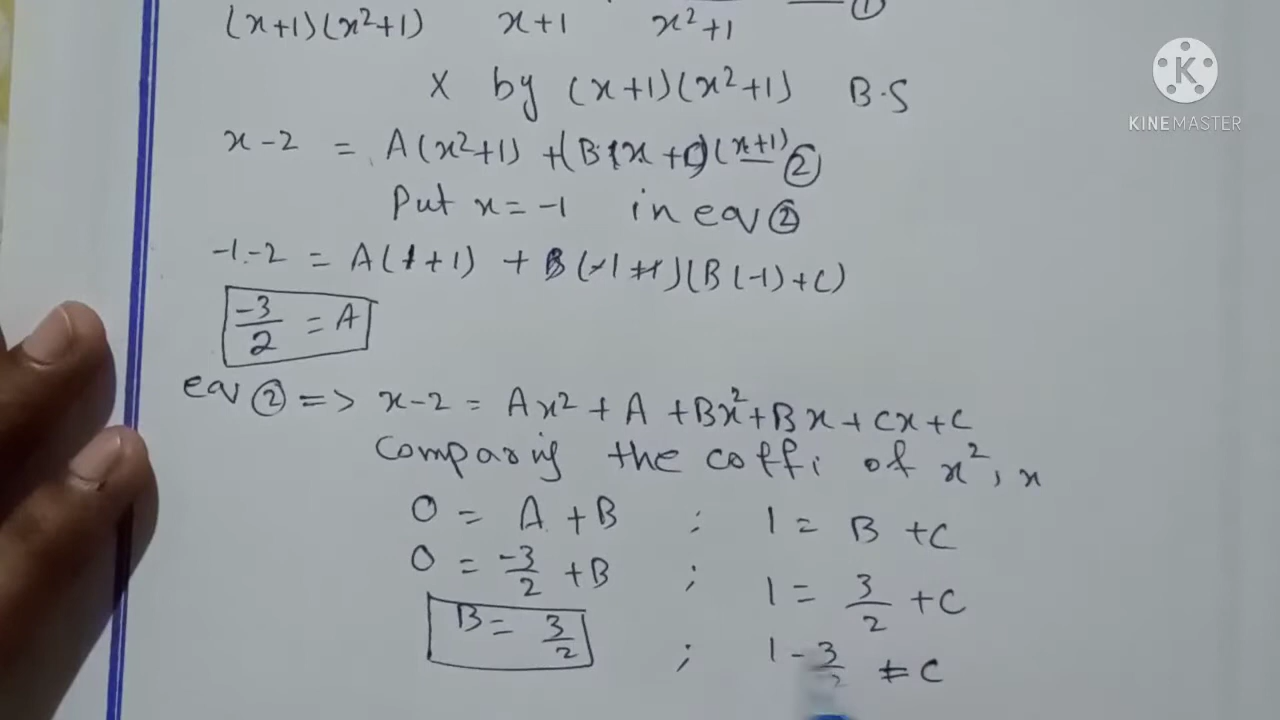 (x+1)(x²+1) x+1 x²+1 ①
× by (x+1)(x²+1) B.S
KINEMASTER
x-2 = A(x²+1) +(B(x+C)(x+1) ②
Put x=-1 in eq ②
-1-2 = A(1+1) + B(-1+1)(B(-1)+C)
-3/2 = A
eq ② => x-2 = Ax² + A +Bx²+Bx+Cx+C
Comparig the coffi of x², x
0 = A+B ; 1 = B+C
0 = -3/2 +B ; 1 = 3/2 +C
B = 3/2 ; 1-3/2 = C